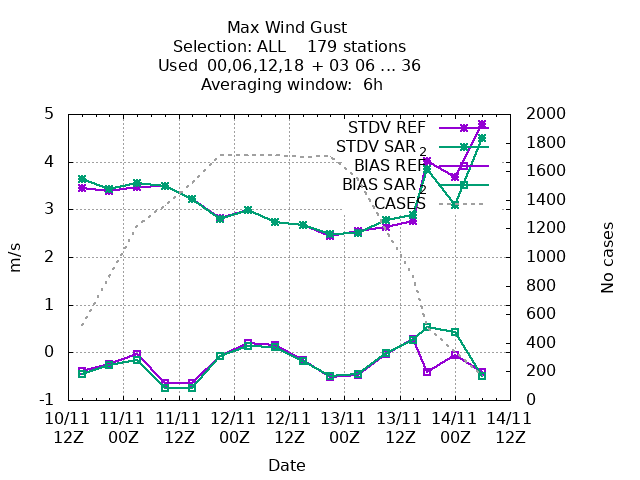 Max Wind Gust
Selection: ALL    179 stations
Used  00,06,12,18 + 03 06 ... 36
Averaging window:  6h
STDV REF
STDV SAR 2
BIAS REF
BIAS SAR 2
CASES
5
4
3
2
1
0
-1
m/s
2000
1800
1600
1400
1200
1000
800
600
400
200
0
No cases
10/11 11/11 11/11 12/11 12/11 13/11 13/11 14/11 14/11
12Z 00Z 12Z 00Z 12Z 00Z 12Z 00Z 12Z
Date